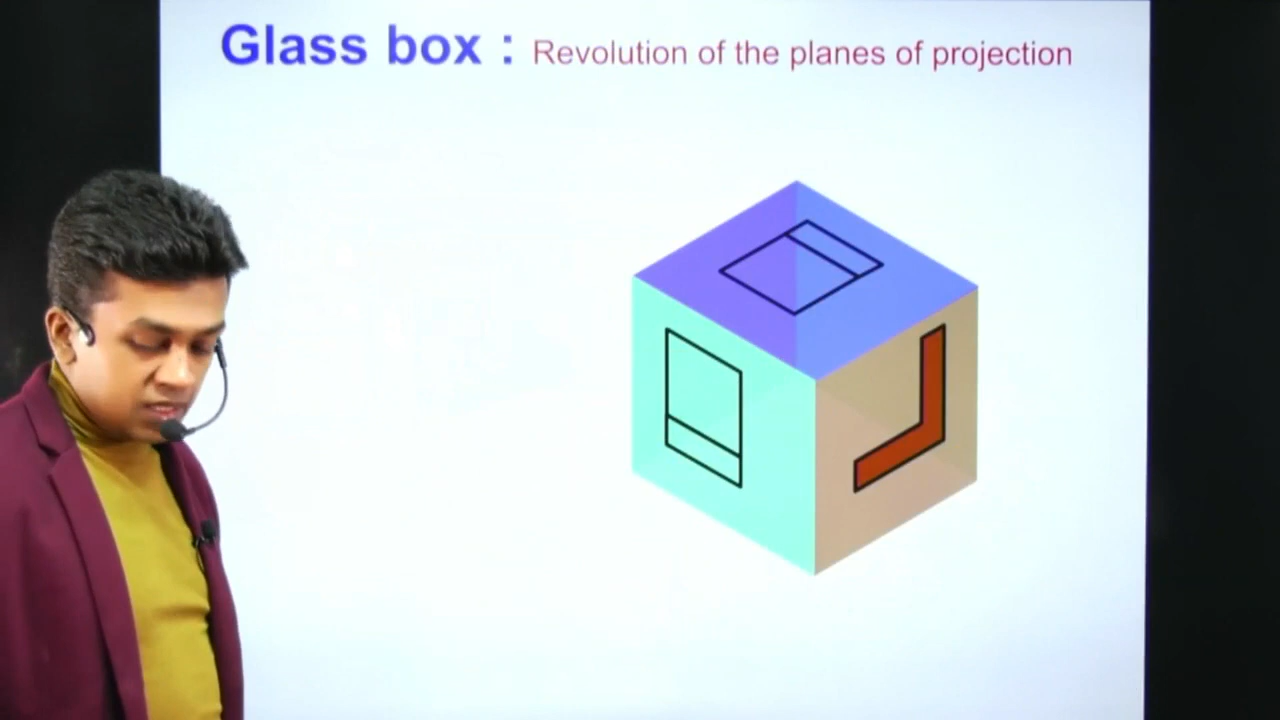 Glass box : Revolution of the planes of projection